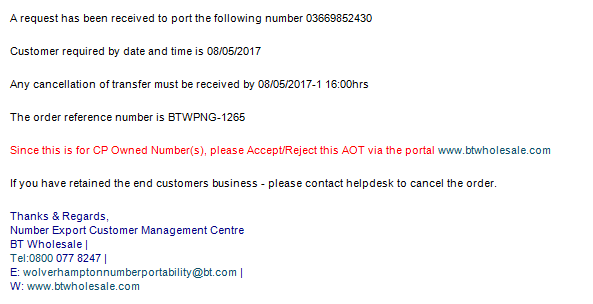 A request has been received to port the following number 03669852430
Customer required by date and time is 08/05/2017
Any cancellation of transfer must be received by 08/05/2017-1 16:00hrs
The order reference number is BTWPNG-1265
Since this is for CP Owned Number(s), please Accept/Reject this AOT via the portal www.btwholesale.com
If you have retained the end customers business - please contact helpdesk to cancel the order.
Thanks & Regards,
Number Export Customer Management Centre
BT Wholesale |
Tel:0800 077 8247 |
E: wolverhamptonnumberportability@bt.com |
W: www.btwholesale.com